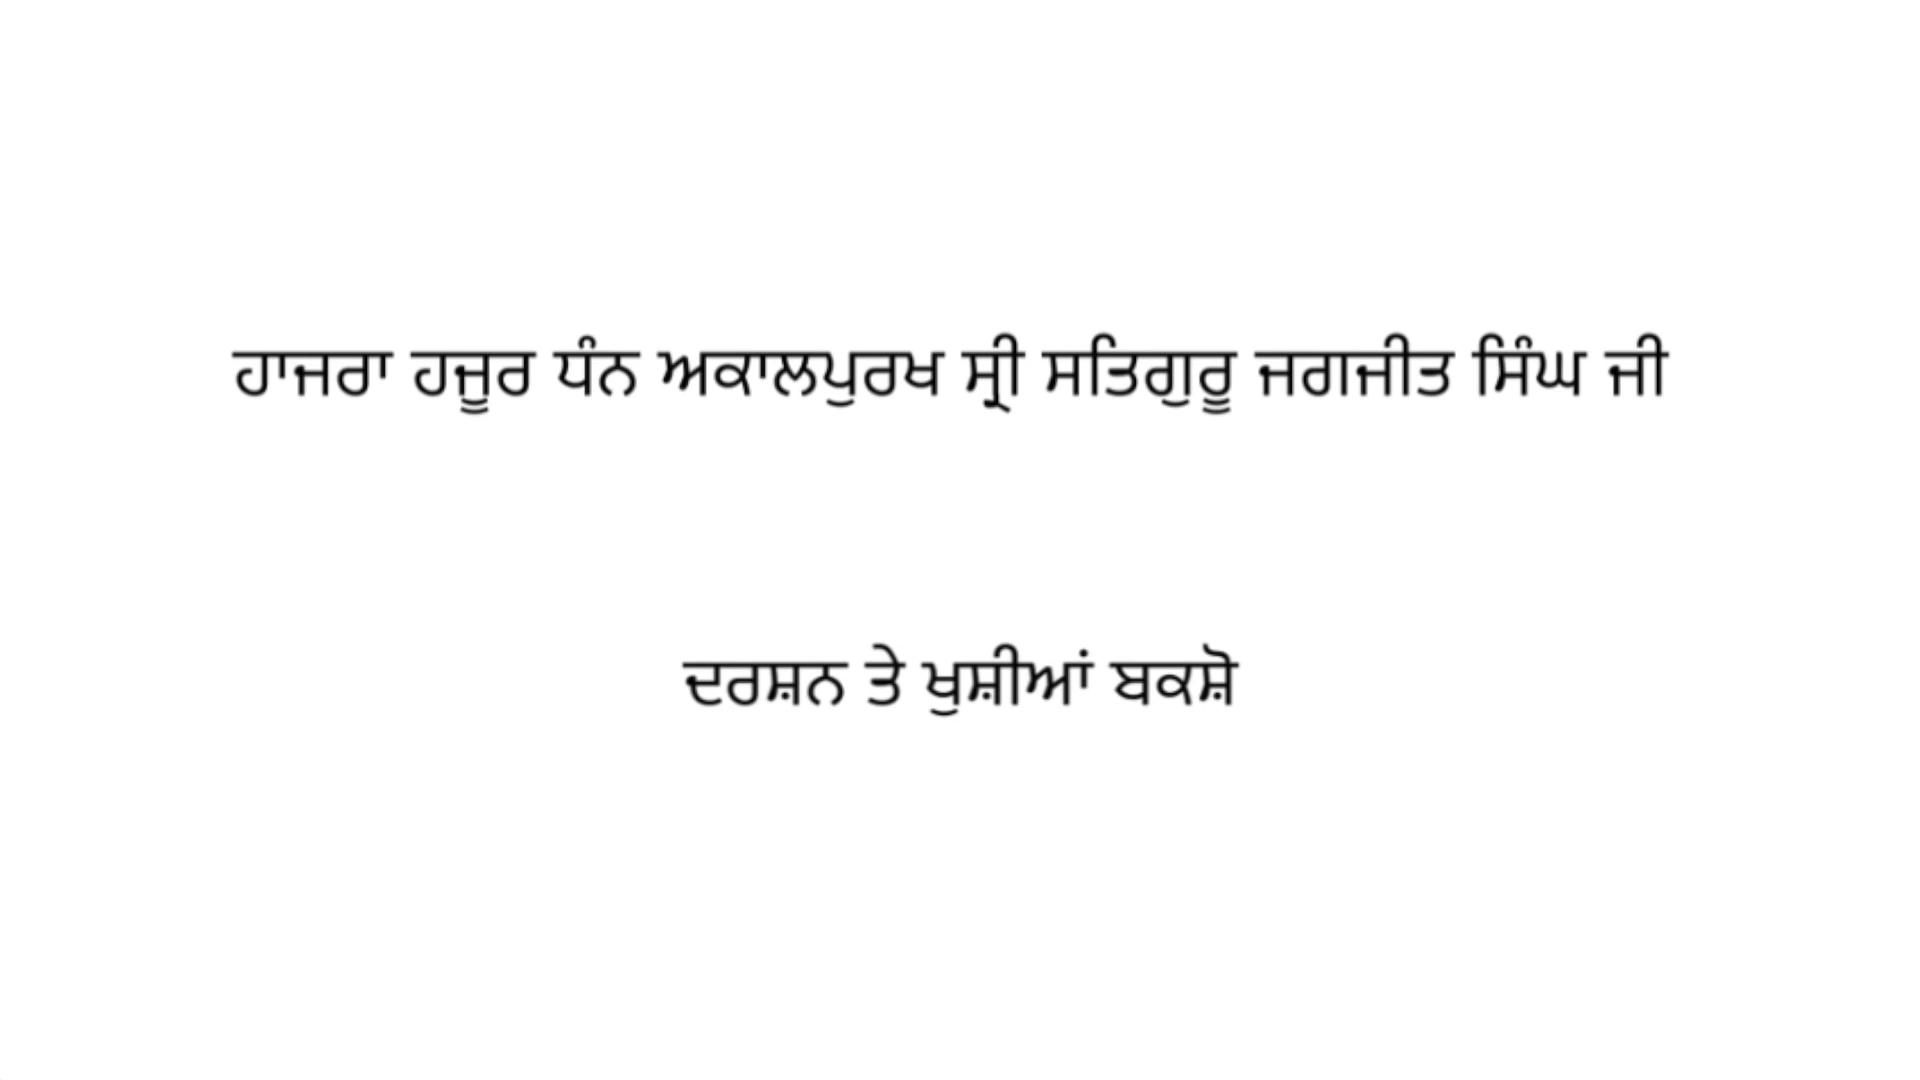 ਹਾਜਰਾ ਹਜੂਰ ਧੰਨ ਅਕਾਲਪੁਰਖ ਸ੍ਰੀ ਸਤਿਗੁਰੂ ਜਗਜੀਤ ਸਿੰਘ ਜੀ
ਦਰਸ਼ਨ ਤੇ ਖੁਸ਼ੀਆਂ ਬਕਸ਼ੋ